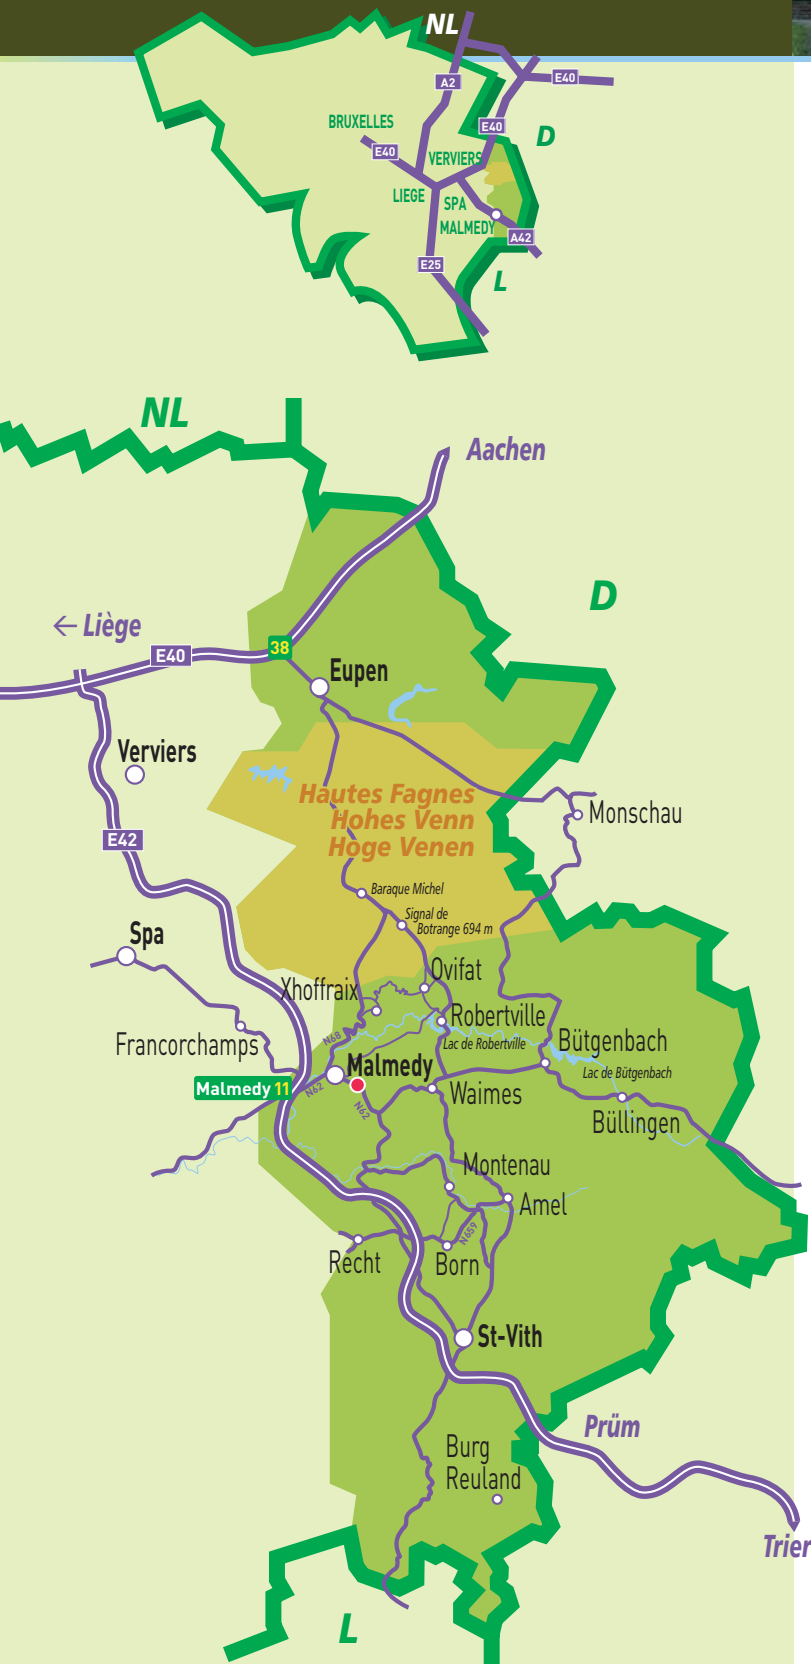 NL
A2
E40
BRUXELLES
E40
E40
D
VERVIERS
LIEGE
SPA
MALMEDY
A42
E25
L
NL
Aachen
D
← Liège
E40
38
Eupen
Verviers
Hautes Fagnes
Hohes Venn
Hoge Venen
Monschau
E42
Baraque Michel
Signal de
Botrange 694 m
Spa
Ovifat
Xhoffraix
Robertville
Francorchamps
N68
Lac de Robertville
Bütgenbach
Lac de Bütgenbach
Malmedy
Malmedy 11
N62
Waimes
N62
Büllingen
Montenau
Amel
N659
Recht
Born
St-Vith
Prüm
Burg
Reuland
Trier
L